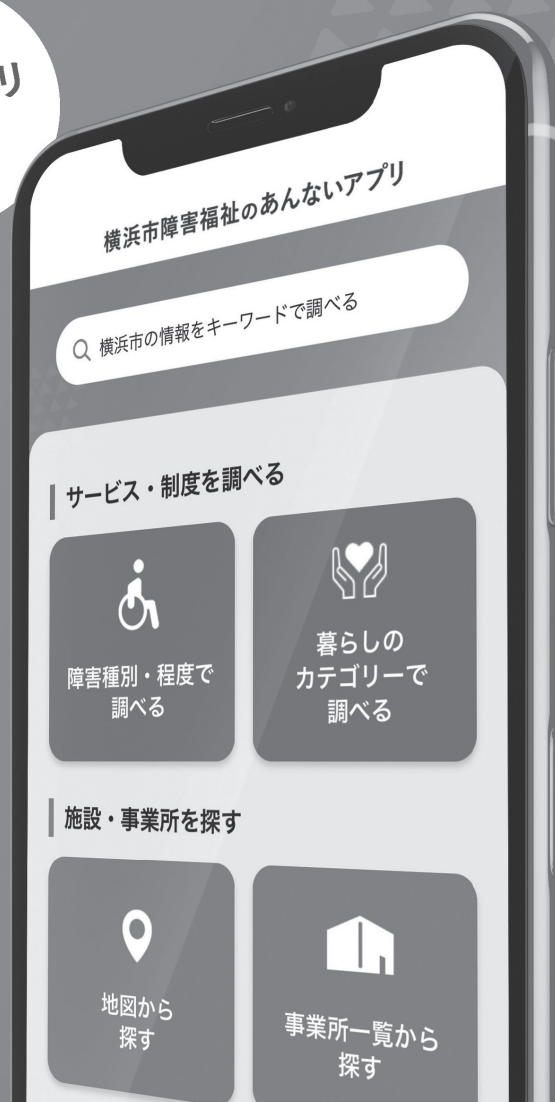 リ
横浜市障害福祉のあんないアプリ
横浜市の情報をキーワードで調べる
サービス・制度を調べる
障害種別・程度で
調べる
暮らしの
カテゴリーで
調べる
施設・事業所を探す
地図から
探す
事業所一覧から
探す